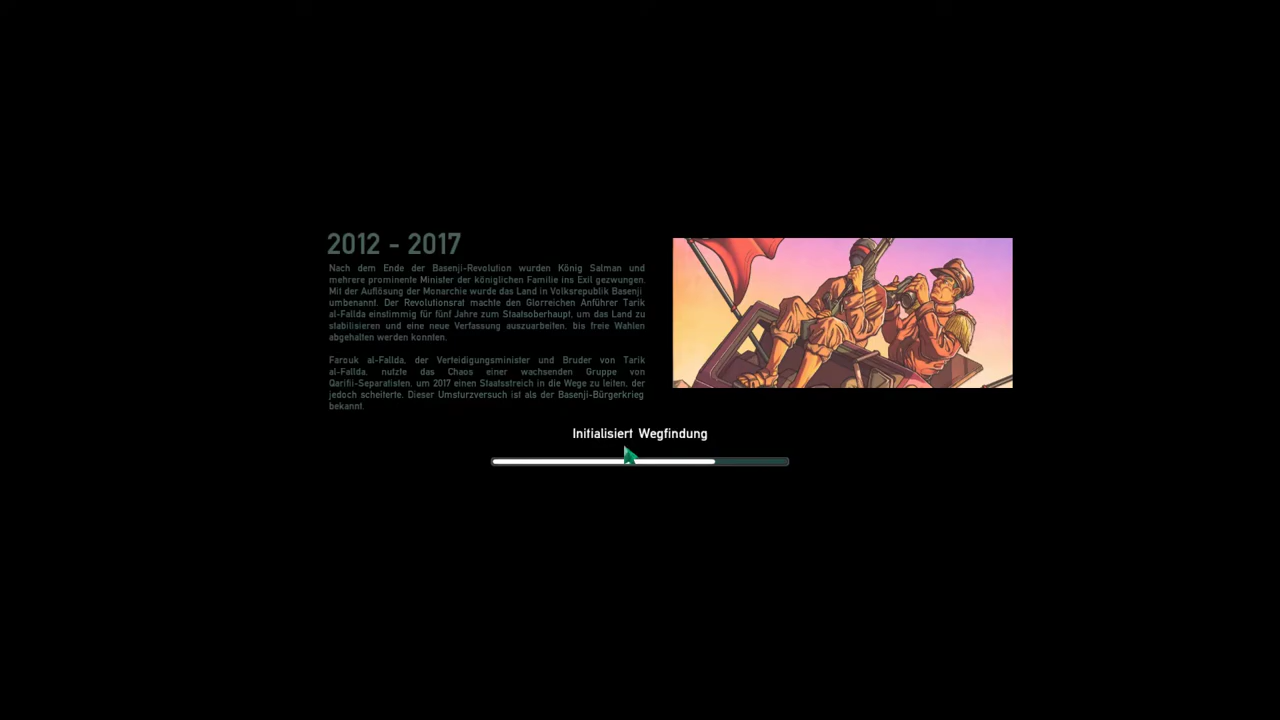 2012 - 2017
Nach dem Ende der Basenji-Revolution wurden König Salman und
mehrere prominente Minister der königlichen Familie ins Exil gezwungen.
Mit der Auflösung der Monarchie wurde das Land in Volksrepublik Basenji
umbenannt. Der Revolutionsrat machte den Glorreichen Anführer Tarik
al-Fallda einstimmig für fünf Jahre zum Staatsoberhaupt, um das Land zu
stabilisieren und eine neue Verfassung auszuarbeiten, bis freie Wahlen
abgehalten werden konnten.
Farouk al-Fallda, der Verteidigungsminister und Bruder von Tarik
al-Fallda, nutzte das Chaos einer wachsenden Gruppe von
Qarifii-Separatisten, um 2017 einen Staatsstreich in die Wege zu leiten, der
jedoch scheiterte. Dieser Umsturzversuch ist als der Basenji-Bürgerkrieg
bekannt.
Initialisiert Wegfindung